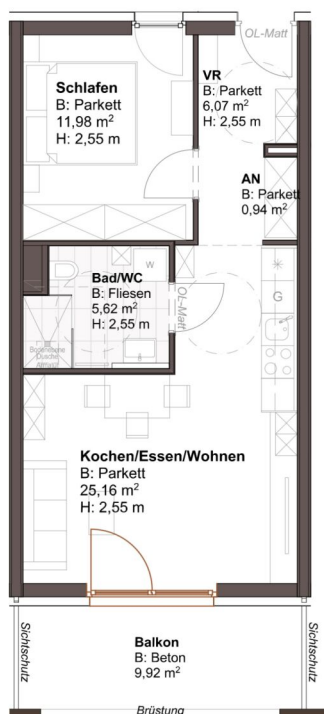 OL-Matt
Schlafen
B: Parkett
11,98 m²
H: 2,55 m
VR
B: Parkett
6,07 m²
H: 2,55 m
AN
B: Parkett
0,94 m²
Bad/WC
B: Fliesen
5,62 m²
H: 2,55 m
W
OL-Matt
G
Dusche
Kochen/Essen/Wohnen
B: Parkett
25,16 m²
H: 2,55 m
Sichtschutz
Balkon
B: Beton
9,92 m²
Sichtschutz
Brüstung